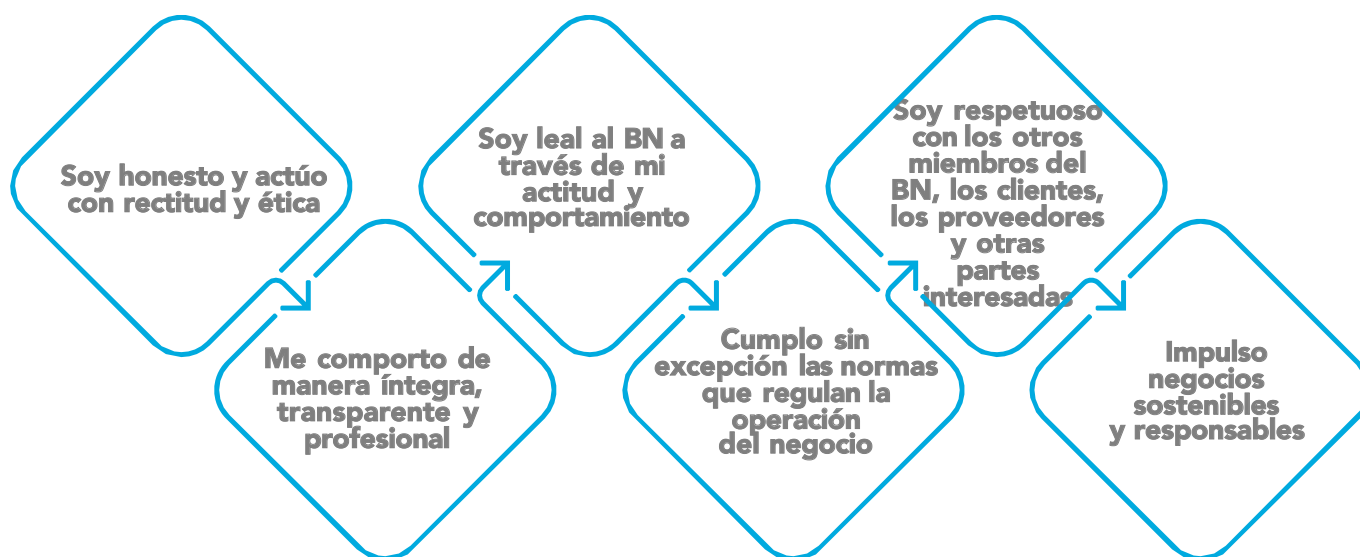 Soy honesto y actúo
con rectitud y ética
Me comporto de
manera íntegra,
transparente y
profesional
Soy leal al BN a
través de mi
actitud y
comportamiento
Cumplo sin
excepción las normas
que regulan la
operación
del negocio
Soy respetuoso
con los otros
miembros del
BN, los clientes,
los proveedores
y otras
partes
interesadas
Impulso
negocios
sostenibles
y responsables